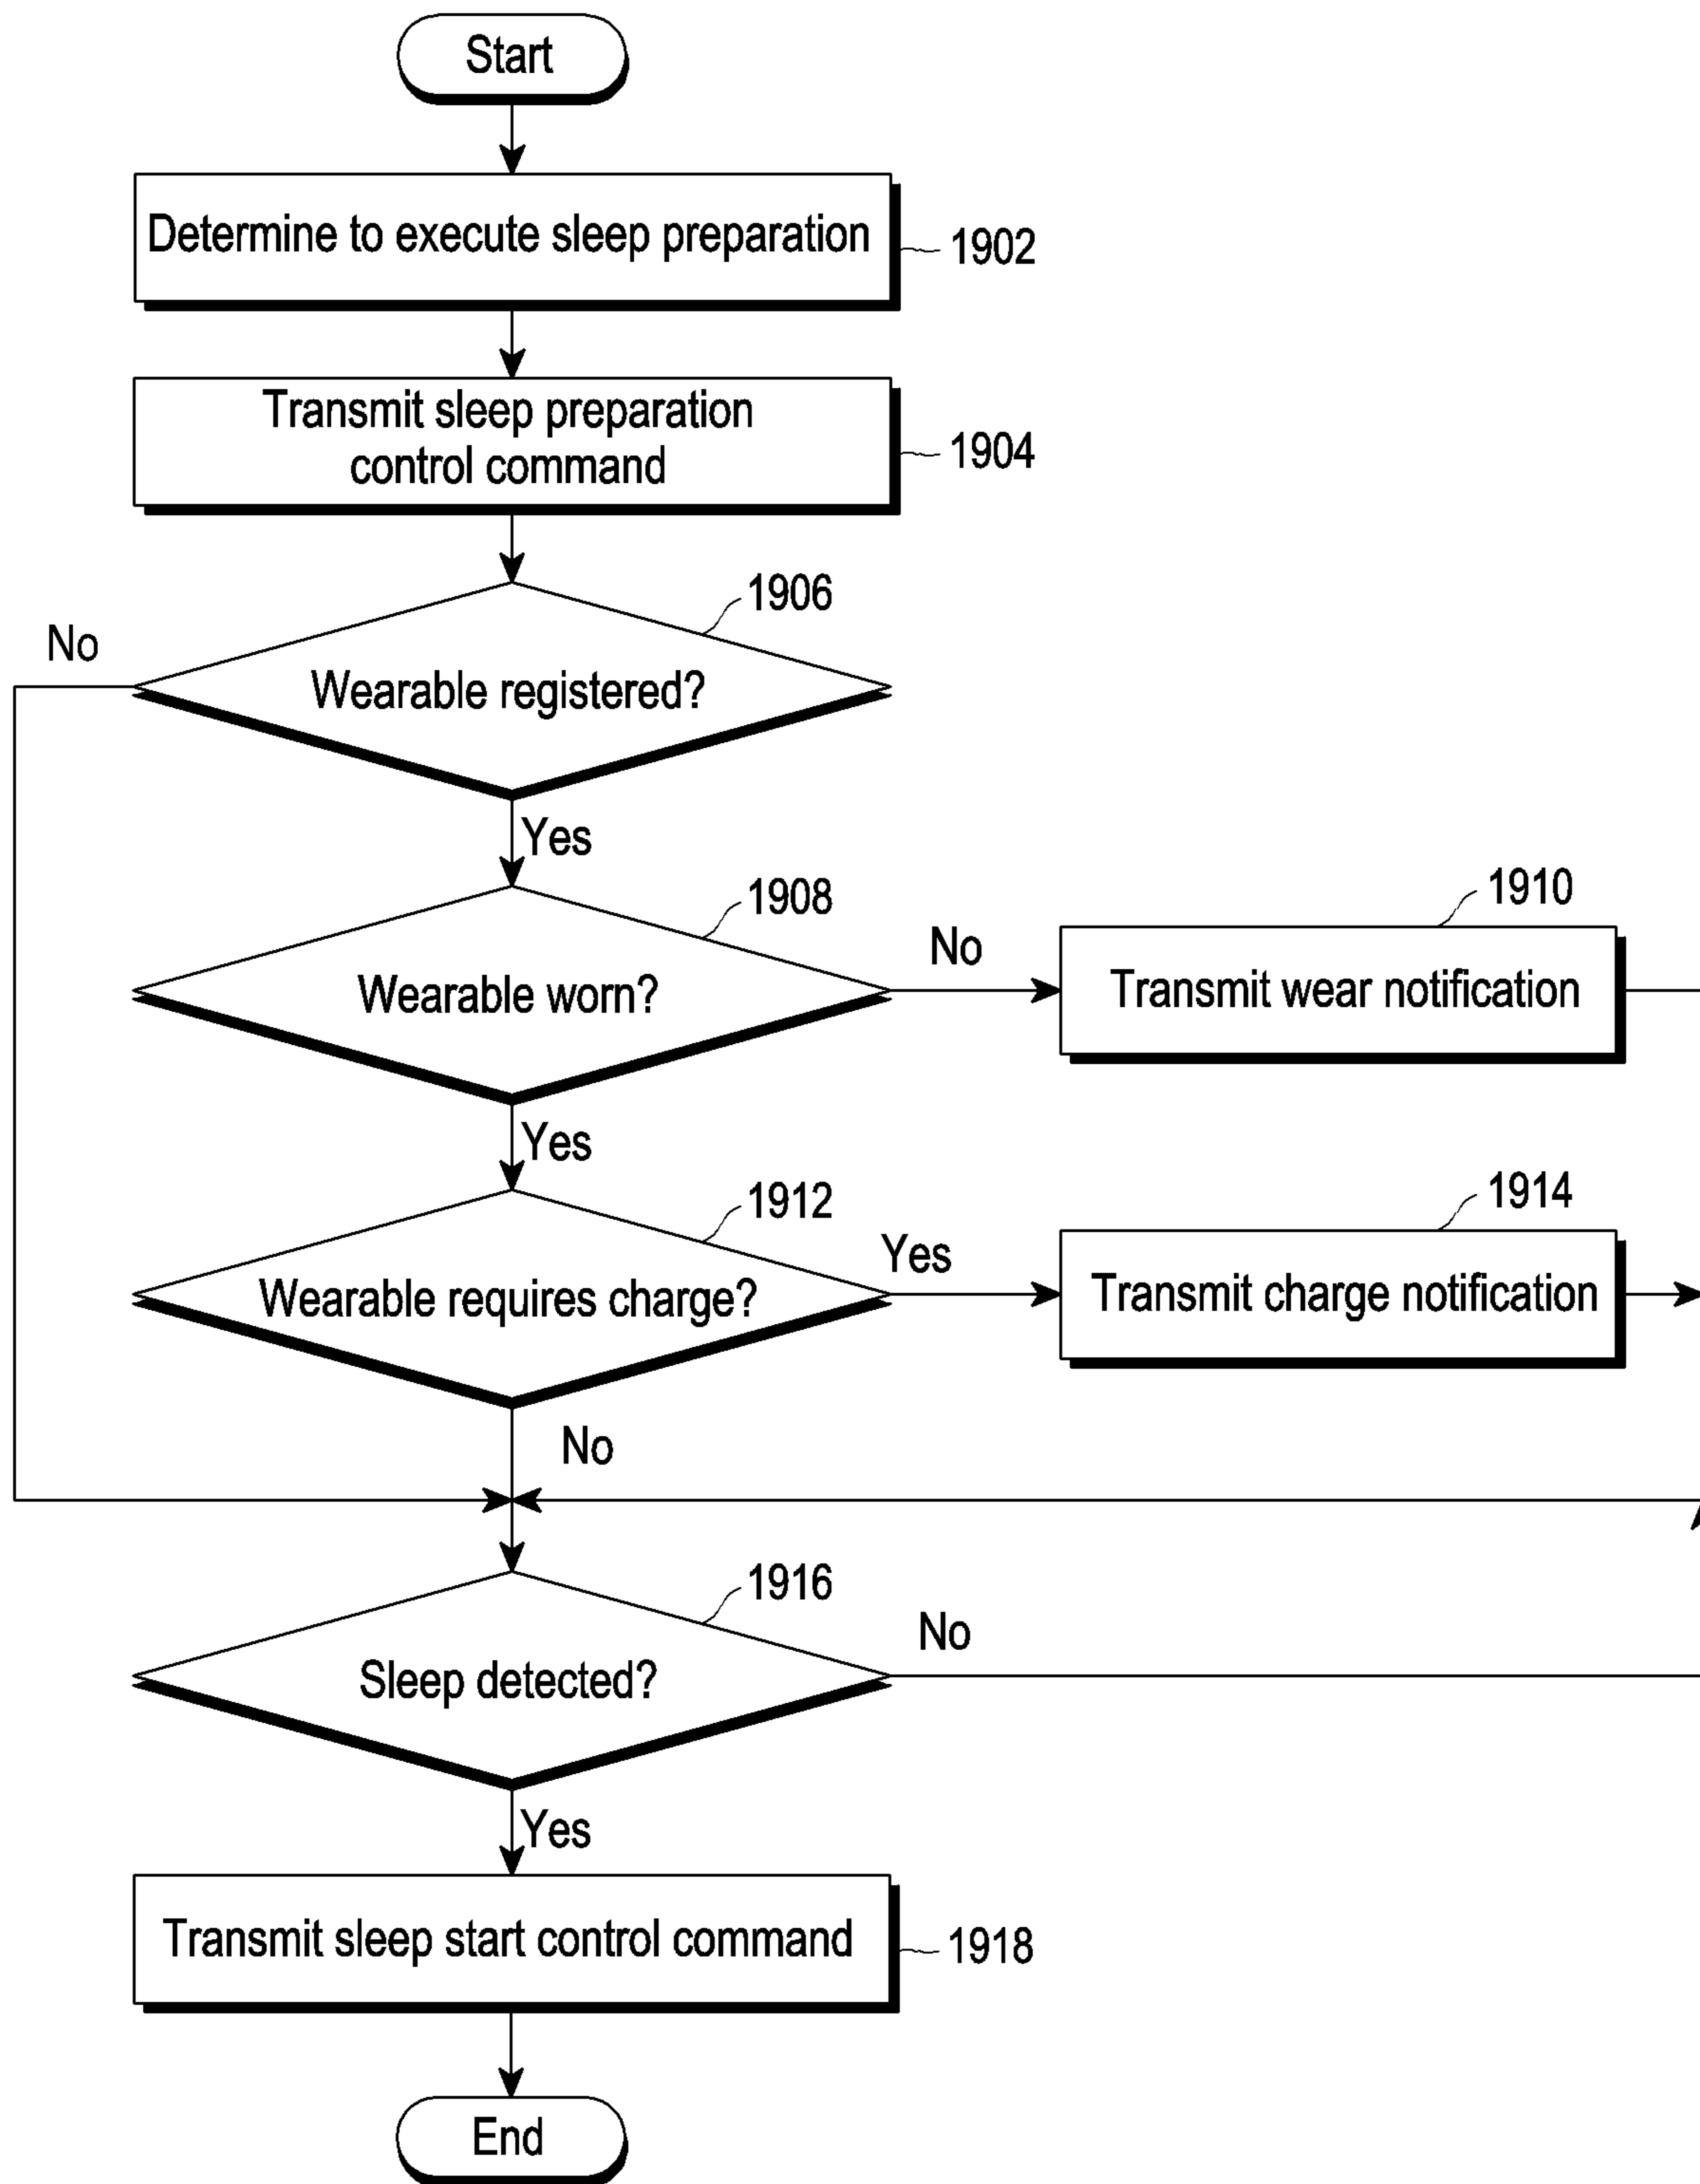 Start
Determine to execute sleep preparation
1902
Transmit sleep preparation
control command
1904
1906
No
Wearable registered?
Yes
1908
1910
No
Wearable worn?
Transmit wear notification
Yes
1912
1914
Yes
Wearable requires charge?
Transmit charge notification
No
1916
No
Sleep detected?
Yes
Transmit sleep start control command
1918
End